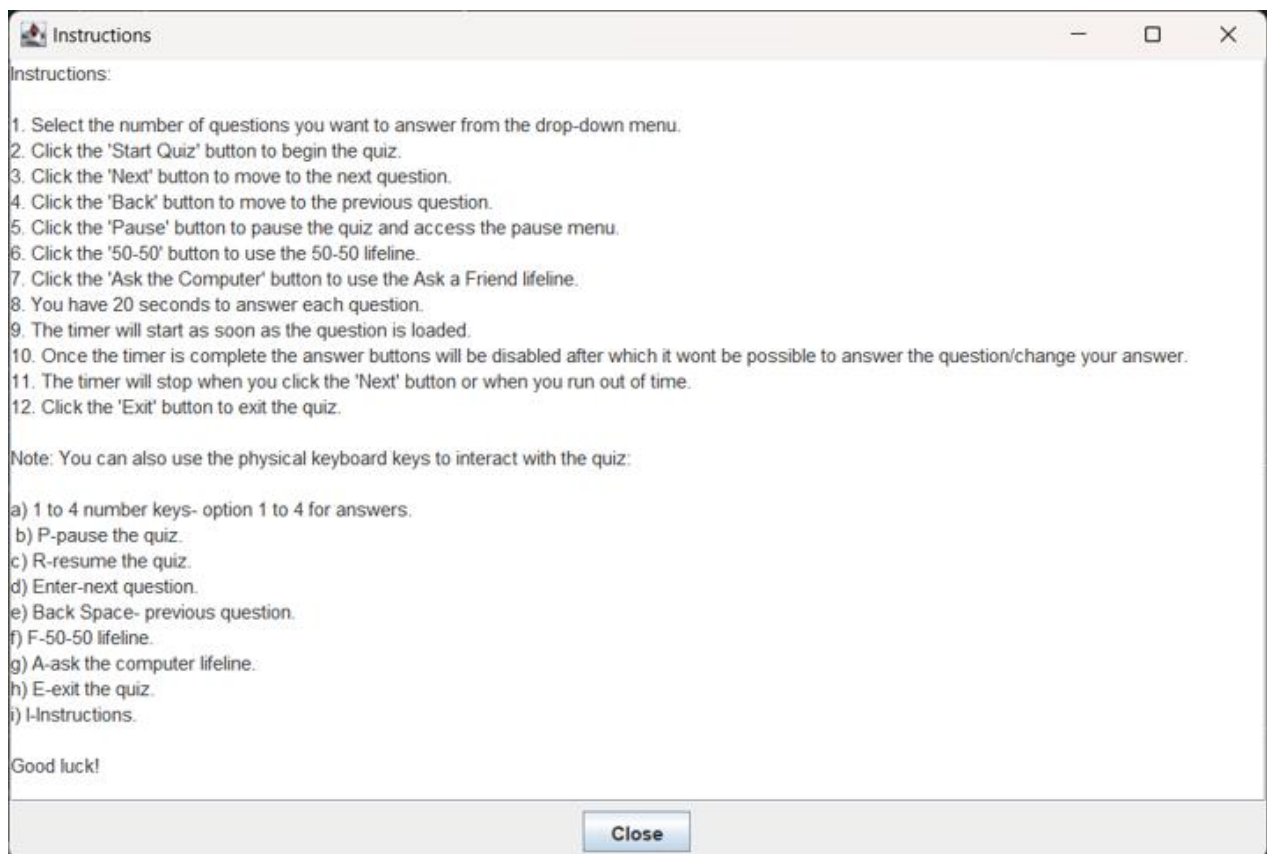 Instructions
Instructions:
1. Select the number of questions you want to answer from the drop-down menu.
2. Click the 'Start Quiz' button to begin the quiz.
3. Click the 'Next' button to move to the next question.
4. Click the 'Back' button to move to the previous question.
5. Click the 'Pause' button to pause the quiz and access the pause menu.
6. Click the '50-50' button to use the 50-50 lifeline.
7. Click the 'Ask the Computer' button to use the Ask a Friend lifeline.
8. You have 20 seconds to answer each question.
9. The timer will start as soon as the question is loaded.
10. Once the timer is complete the answer buttons will be disabled after which it wont be possible to answer the question/change your answer.
11. The timer will stop when you click the 'Next' button or when you run out of time.
12. Click the 'Exit' button to exit the quiz.
Note: You can also use the physical keyboard keys to interact with the quiz:
a) 1 to 4 number keys- option 1 to 4 for answers.
b) P-pause the quiz.
c) R-resume the quiz.
d) Enter-next question.
e) Back Space- previous question.
f) F-50-50 lifeline.
g) A-ask the computer lifeline.
h) E-exit the quiz.
i) I-Instructions.
Good luck!
Close